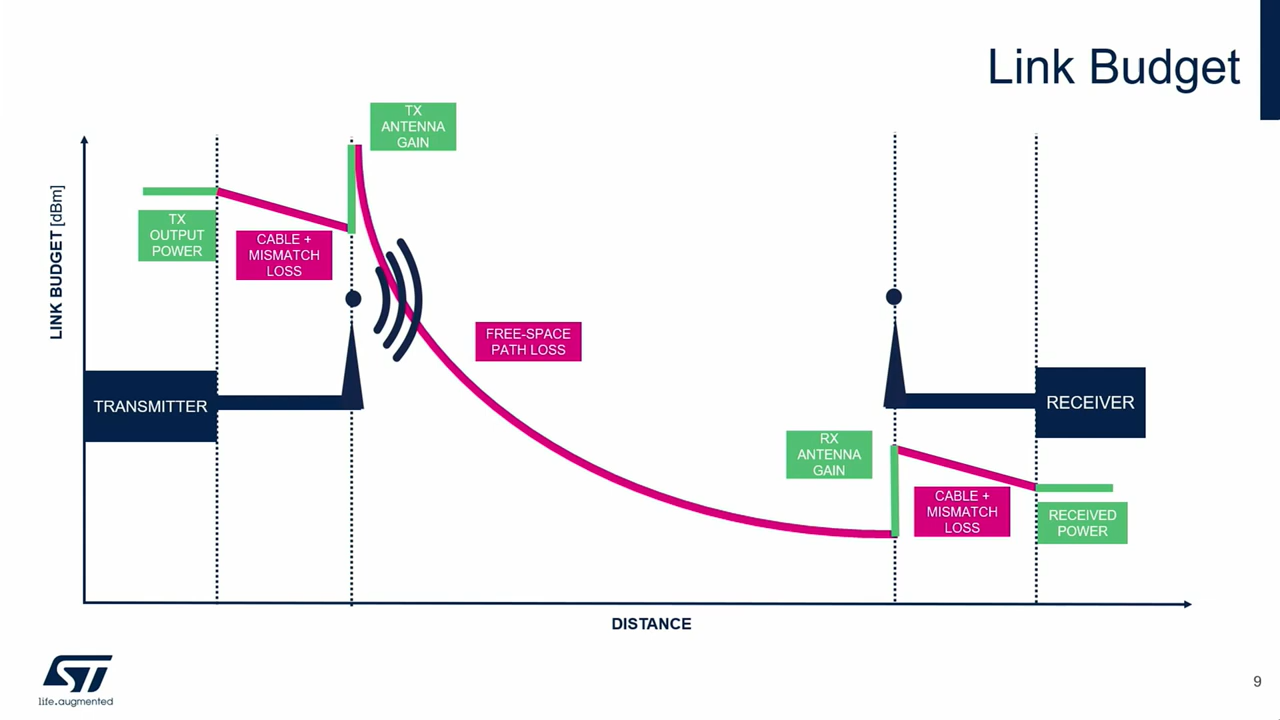 Link Budget
TX
ANTENNA
GAIN
LINK BUDGET [dBm]
TX
OUTPUT
POWER
CABLE +
MISMATCH
LOSS
FREE-SPACE
PATH LOSS
TRANSMITTER
RECEIVER
RX
ANTENNA
GAIN
CABLE +
MISMATCH
LOSS
RECEIVED
POWER
DISTANCE
ST
life.augmented
9